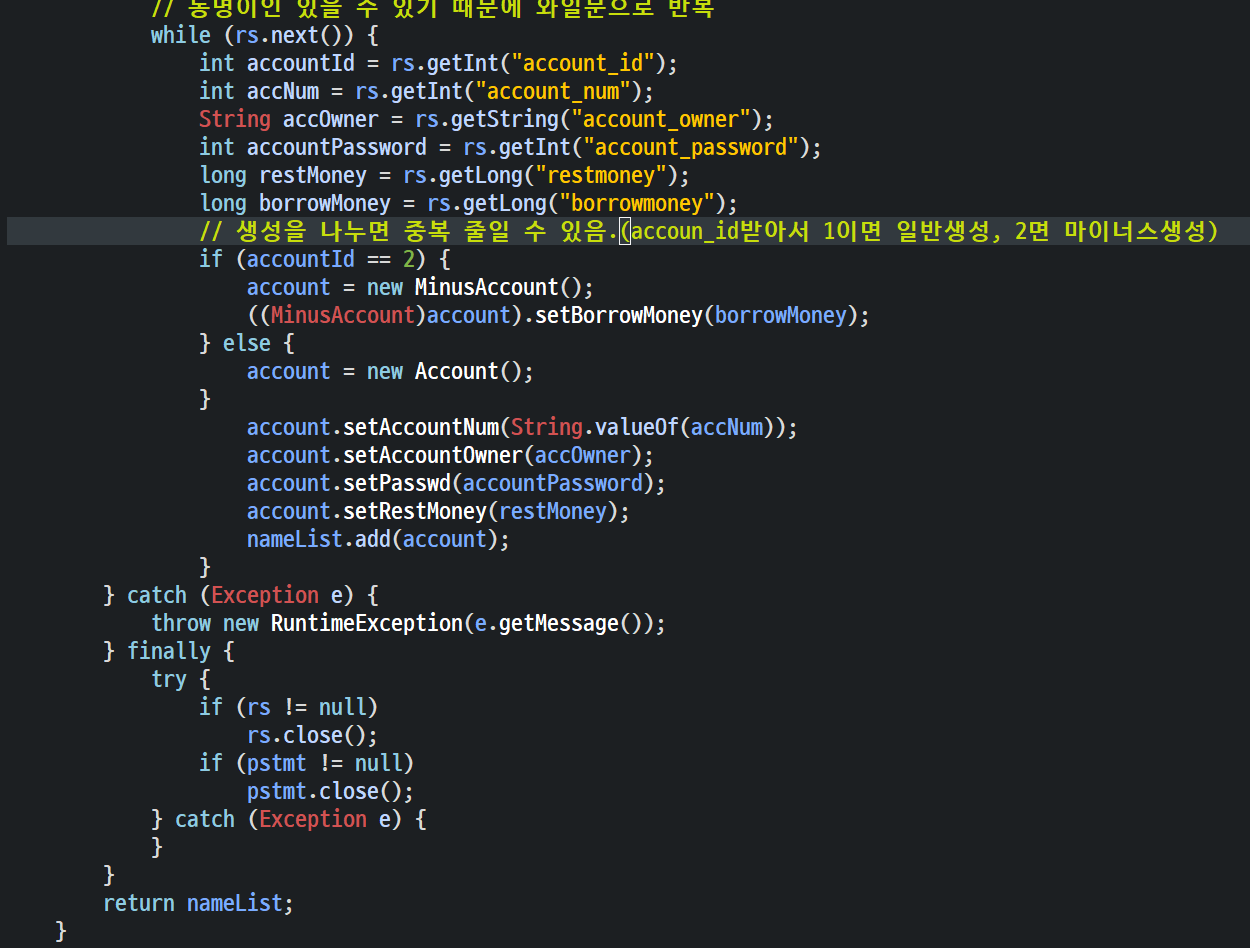 // 동명이인 있을 수 있기 때문에 와일문으로 반복
while (rs.next()) {
int accountId = rs.getInt("account_id");
int accNum = rs.getInt("account_num");
String accOwner = rs.getString("account_owner");
int accountPassword = rs.getInt("account_password");
long restMoney = rs.getLong("restmoney");
long borrowMoney = rs.getLong("borrowmoney");
// 생성을 나누면 중복 줄일 수 있음.(accoun_id받아서 1이면 일반생성, 2면 마이너스생성)
if (accountId == 2) {
account = new MinusAccount();
((MinusAccount)account).setBorrowMoney(borrowMoney);
} else {
account = new Account();
}
account.setAccountNum(String.valueOf(accNum));
account.setAccountOwner(accOwner);
account.setPasswd(accountPassword);
account.setRestMoney(restMoney);
nameList.add(account);
}
} catch (Exception e) {
throw new RuntimeException(e.getMessage());
} finally {
try {
if (rs != null)
rs.close();
if (pstmt != null)
pstmt.close();
} catch (Exception e) {
}
}
return nameList;
}